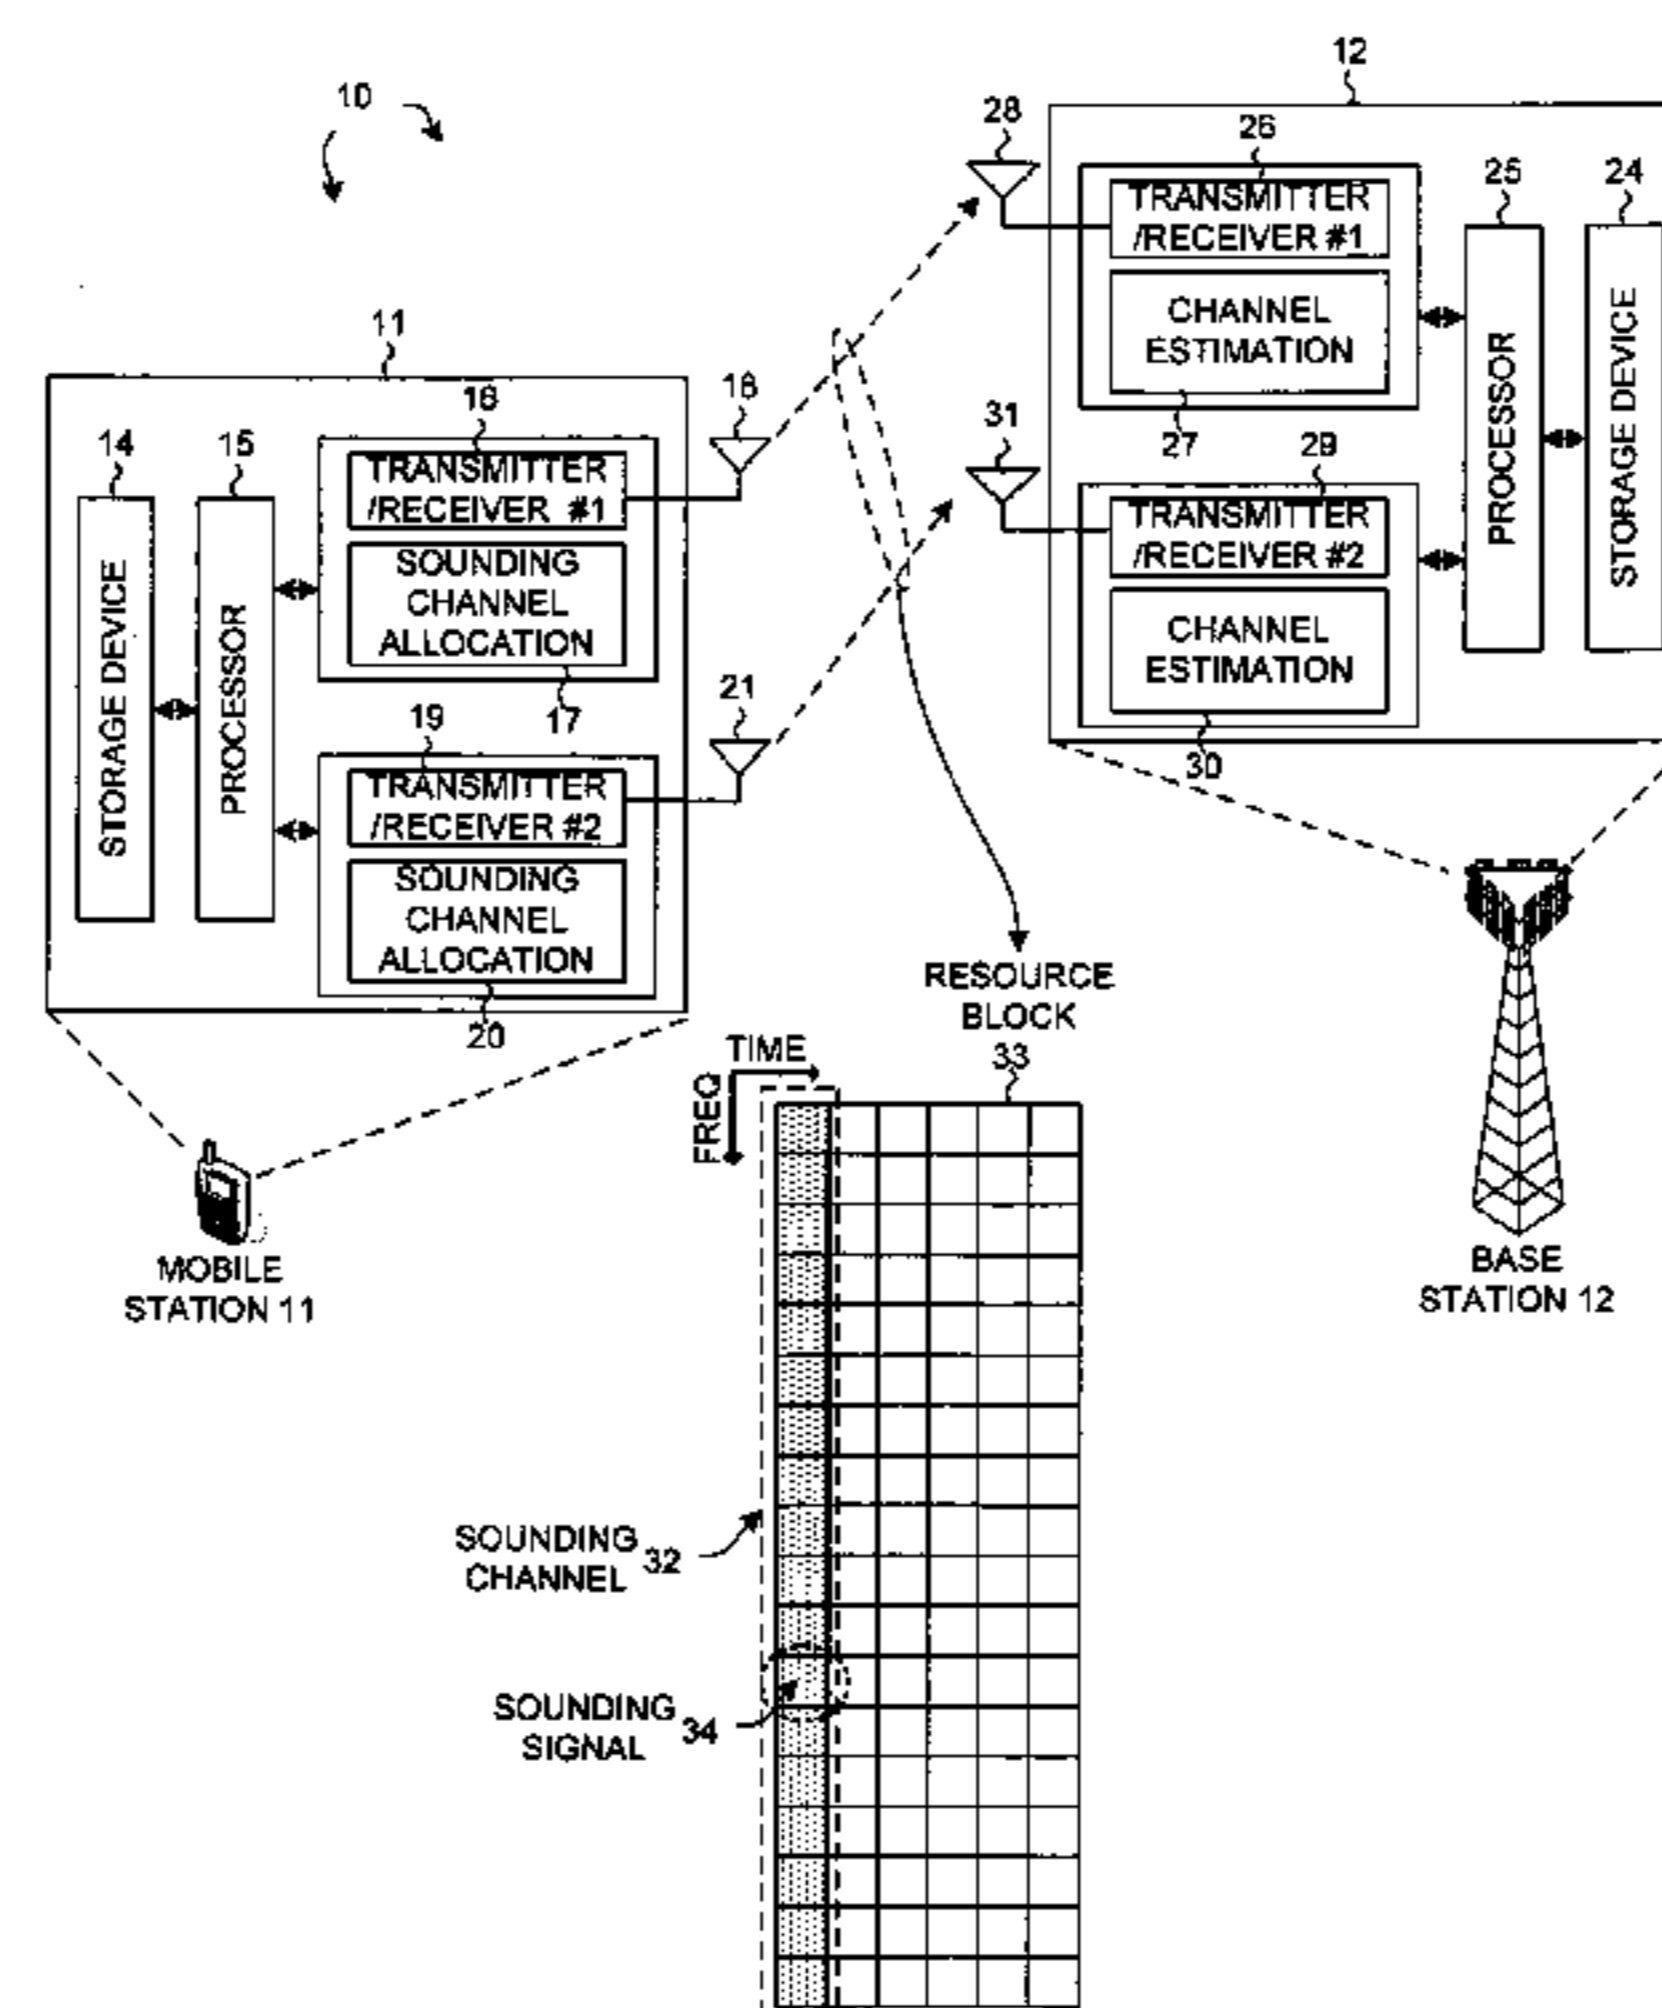 10
12
28
26
25
24
TRANSMITTER
/RECEIVER #1
CHANNEL
ESTIMATION
27
31
29
TRANSMITTER
/RECEIVER #2
CHANNEL
ESTIMATION
30
PROCESSOR
STORAGE DEVICE
11
14
15
16
18
STORAGE DEVICE
PROCESSOR
TRANSMITTER
/RECEIVER #1
SOUNDING
CHANNEL
ALLOCATION
17
19
21
TRANSMITTER
/RECEIVER #2
SOUNDING
CHANNEL
ALLOCATION
20
RESOURCE
BLOCK
33
TIME
FREQ
MOBILE
STATION 11
BASE
STATION 12
SOUNDING
CHANNEL
32
SOUNDING
SIGNAL
34